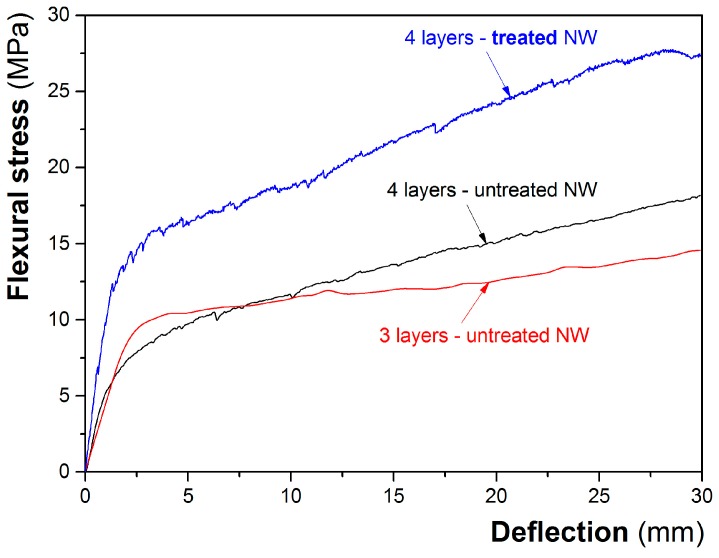 30
25
20
15
10
5
0
Flexural stress (MPa)
4 layers - treated NW
4 layers - untreated NW
3 layers - untreated NW
0 5 10 15 20 25 30
Deflection (mm)